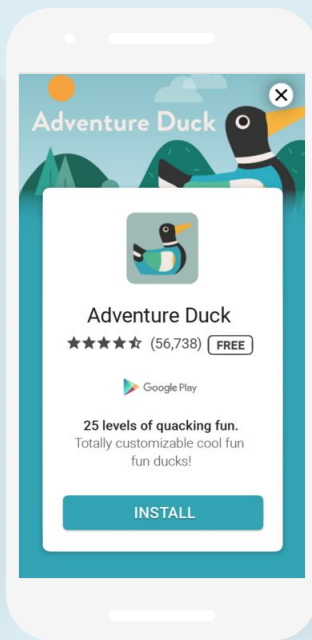 Adventure Duck
Adventure Duck
(56,738) FREE
Google Play
25 levels of quacking fun.
Totally customizable cool fun
fun ducks!
INSTALL